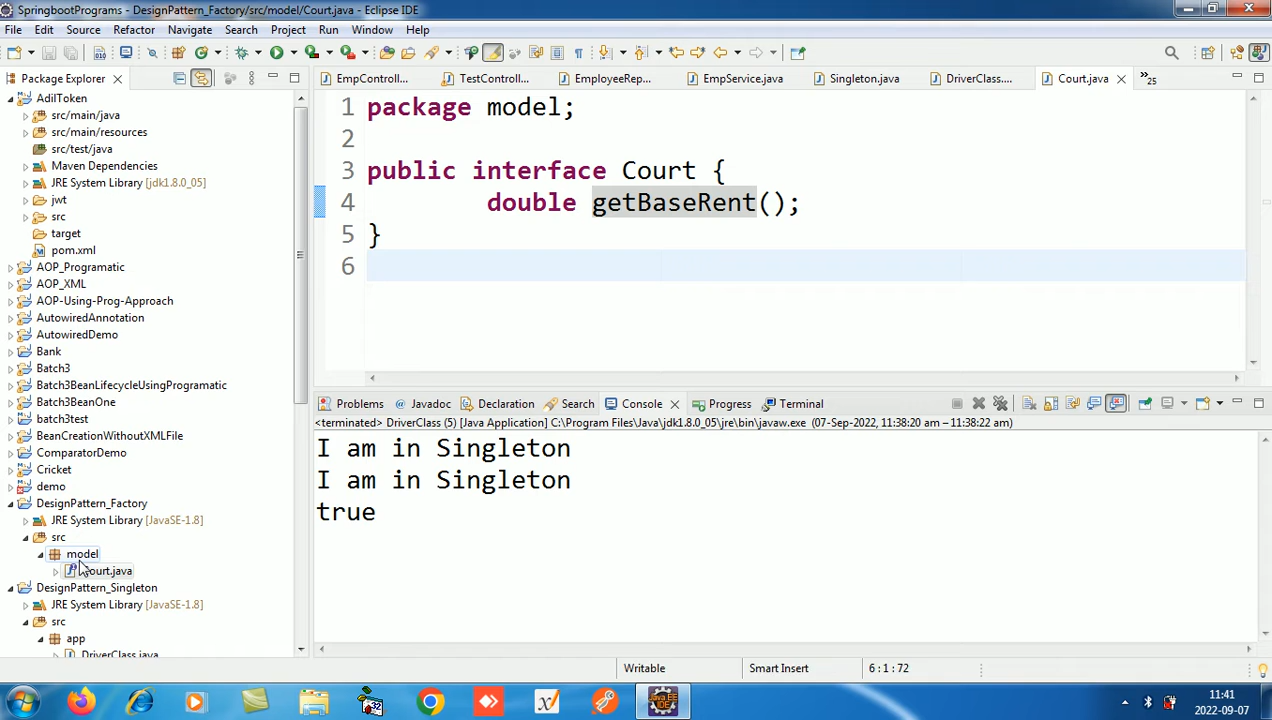 SpringbootPrograms - DesignPattern_Factory/src/model/Court.java - Eclipse IDE
File Edit Source Refactor Navigate Search Project Run Window Help
Package Explorer
AdilToken
src/main/java
src/main/resources
src/test/java
Maven Dependencies
JRE System Library [jdk1.8.0_05]
jwt
src
target
pom.xml
AOP_Programatic
AOP_XML
AOP-Using-Prog-Approach
AutowiredAnnotation
AutowiredDemo
Bank
Batch3
Batch3BeanLifecycleUsingProgramatic
Batch3BeanOne
batch3test
BeanCreationWithoutXMLFile
ComparatorDemo
Cricket
demo
DesignPattern_Factory
JRE System Library [JavaSE-1.8]
src
model
Court.java
DesignPattern_Singleton
JRE System Library [JavaSE-1.8]
src
app
DriverClass.java
EmpControll... TestControll... EmployeeRep... EmpService.java Singleton.java DriverClass.... Court.java »25
1 package model;
2
3 public interface Court {
4 double getBaseRent();
5 }
6
Problems Javadoc Declaration Search Console Progress Terminal
<terminated> DriverClass (5) [Java Application] C:\Program Files\Java\jdk1.8.0_05\jre\bin\javaw.exe (07-Sep-2022, 11:38:20 am – 11:38:22 am)
I am in Singleton
I am in Singleton
true
Writable Smart Insert 6 : 1 : 72
32
Java EE
IDE
11:41
2022-09-07